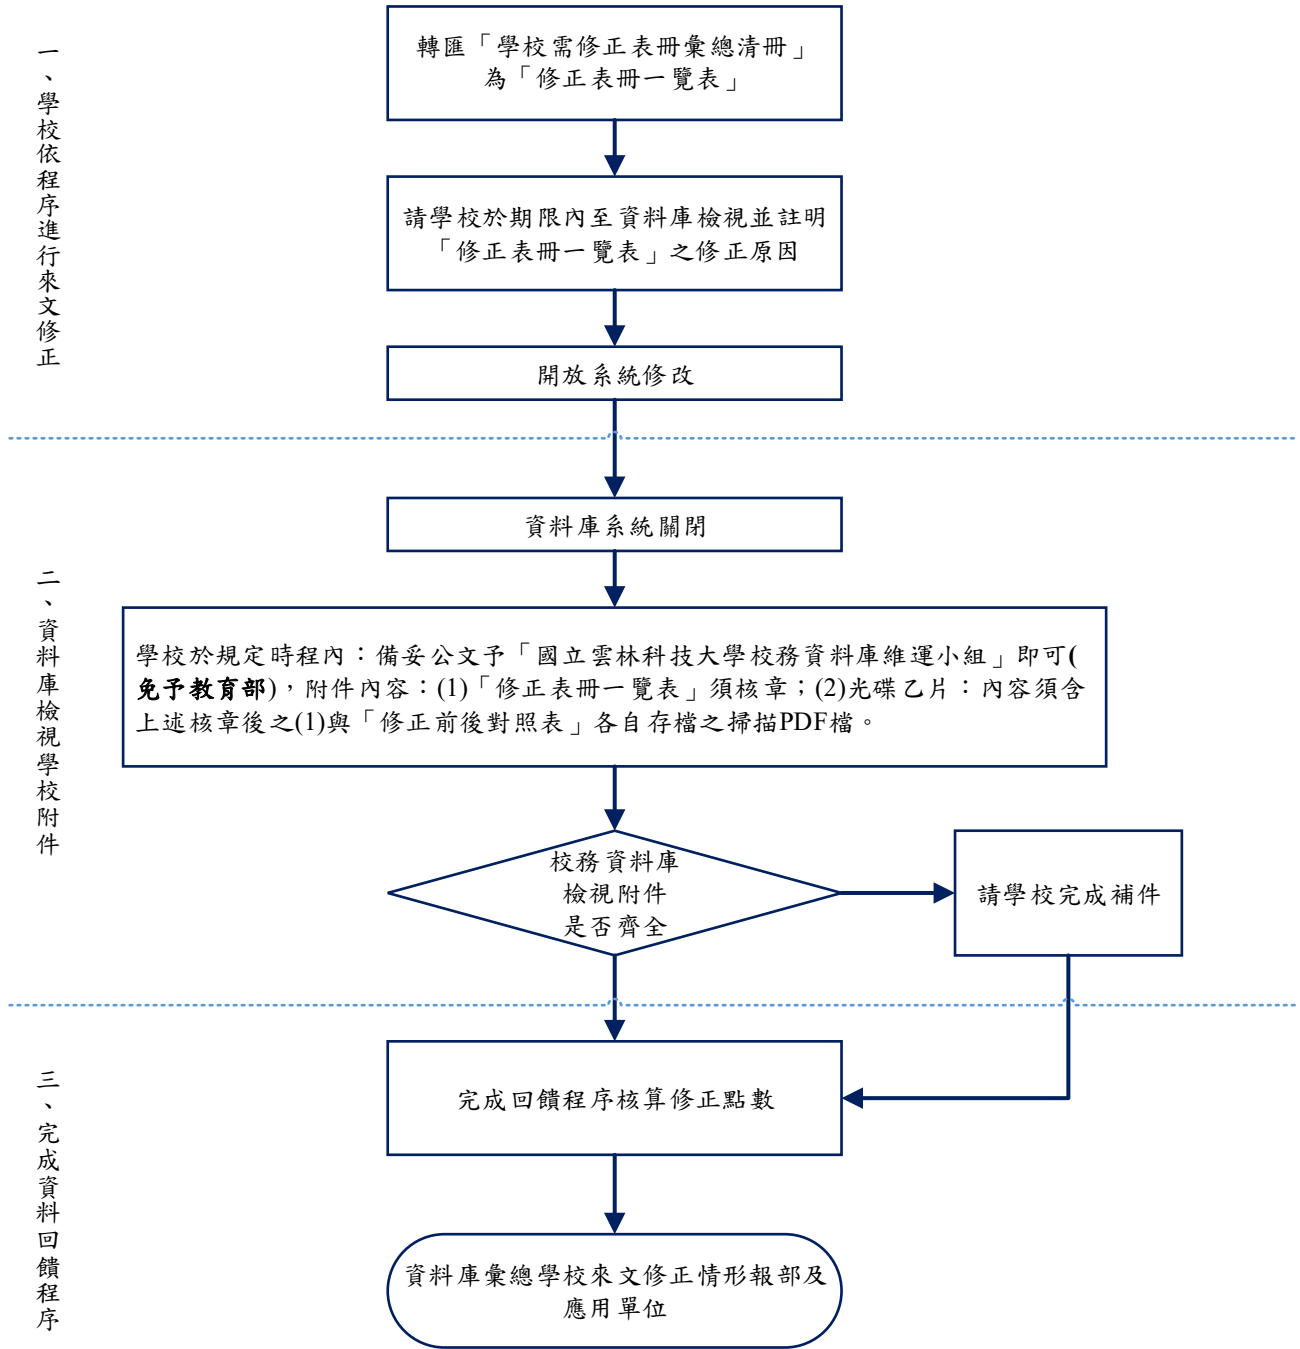 一、學校依程序進行來文修正
轉匯「學校需修正表冊彙總清冊」
為「修正表冊一覽表」
請學校於期限內至資料庫檢視並註明
「修正表冊一覽表」之修正原因
開放系統修改
二、資料庫檢視學校附件
資料庫系統關閉
學校於規定時程內：備妥公文予「國立雲林科技大學校務資料庫維運小組」即可(
免予教育部)，附件內容：(1)「修正表冊一覽表」須核章；(2)光碟乙片：內容須含
上述核章後之(1)與「修正前後對照表」各自存檔之掃描PDF檔。
校務資料庫
檢視附件
是否齊全
請學校完成補件
三、完成資料回饋程序
完成回饋程序核算修正點數
資料庫彙總學校來文修正情形報部及
應用單位